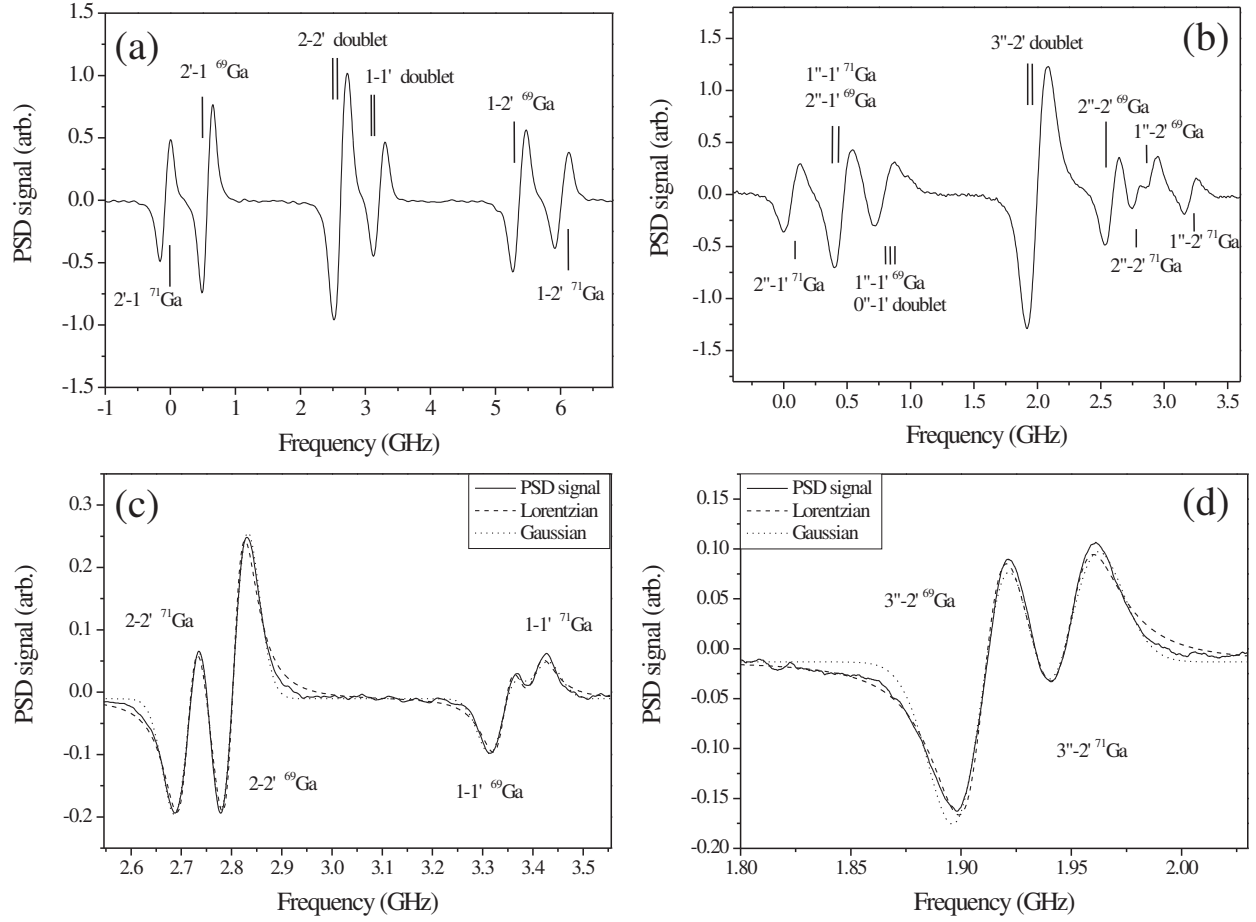 (a)
2'-1 ⁶⁹Ga
2-2' doublet
1-1' doublet
1-2' ⁶⁹Ga
2'-1 ⁷¹Ga
1-2' ⁷¹Ga
PSD signal (arb.)
1.5
1.0
0.5
0.0
-0.5
-1.0
-1.5
-1 0 1 2 3 4 5 6
Frequency (GHz)
(b)
3"-2' doublet
1"-1' ⁷¹Ga
2"-1' ⁶⁹Ga
2"-2' ⁶⁹Ga
1"-2' ⁶⁹Ga
2"-1' ⁷¹Ga
1"-1' ⁶⁹Ga
0"-1' doublet
2"-2' ⁷¹Ga
1"-2' ⁷¹Ga
PSD signal (arb.)
1.5
1.0
0.5
0.0
-0.5
-1.0
-1.5
0.0 0.5 1.0 1.5 2.0 2.5 3.0 3.5
Frequency (GHz)
(c)
PSD signal
Lorentzian
Gaussian
2-2' ⁷¹Ga
1-1' ⁷¹Ga
2-2' ⁶⁹Ga
1-1' ⁶⁹Ga
PSD signal (arb.)
0.3
0.2
0.1
0.0
-0.1
-0.2
2.6 2.7 2.8 2.9 3.0 3.1 3.2 3.3 3.4 3.5
Frequency (GHz)
(d)
PSD signal
Lorentzian
Gaussian
3"-2' ⁶⁹Ga
3"-2' ⁷¹Ga
PSD signal (arb.)
0.15
0.10
0.05
0.00
-0.05
-0.10
-0.15
-0.20
1.80 1.85 1.90 1.95 2.00
Frequency (GHz)